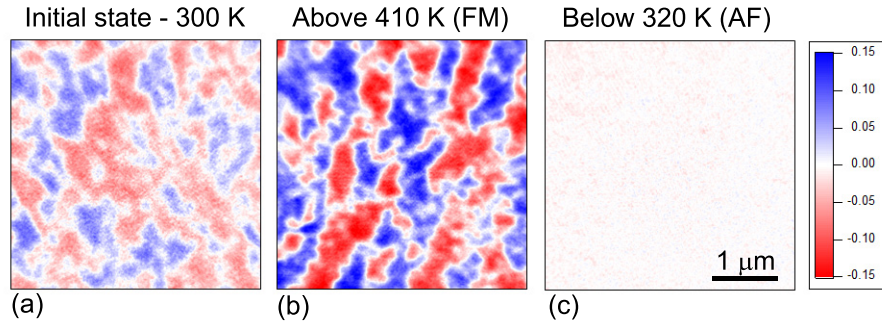 Initial state - 300 K
Above 410 K (FM)
Below 320 K (AF)
0.15
0.10
0.05
0.00
-0.05
-0.10
-0.15
1 μm
(a)
(b)
(c)